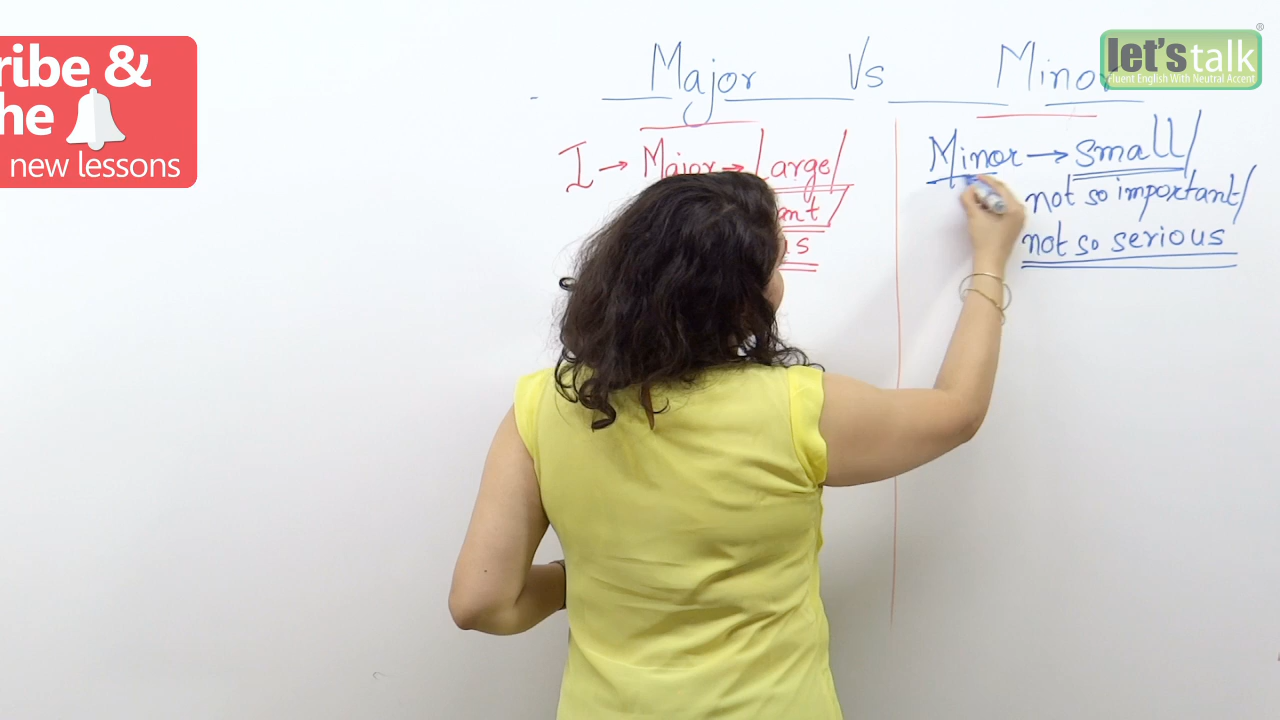 ribe &
he
new lessons
let's talk
®
Fluent English With Neutral Accent
Major Vs Minor
I → Major → Large/
ant/
s
Minor → small/
not so important/
not so serious